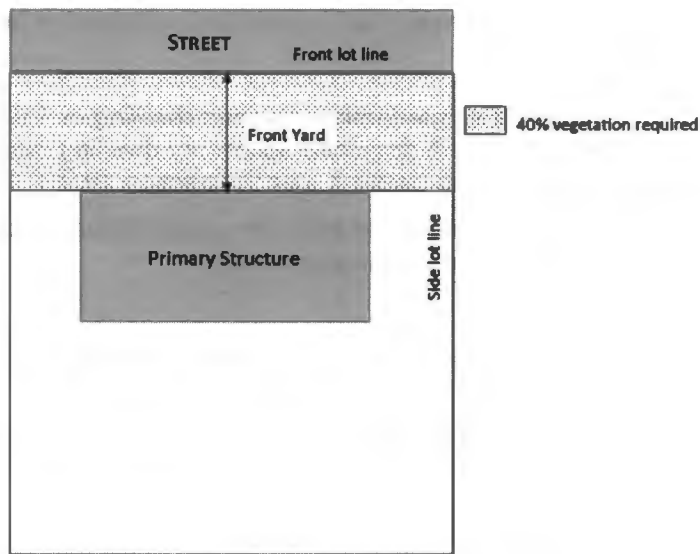 STREET
Front lot line
Front Yard
40% vegetation required
Primary Structure
Side lot line